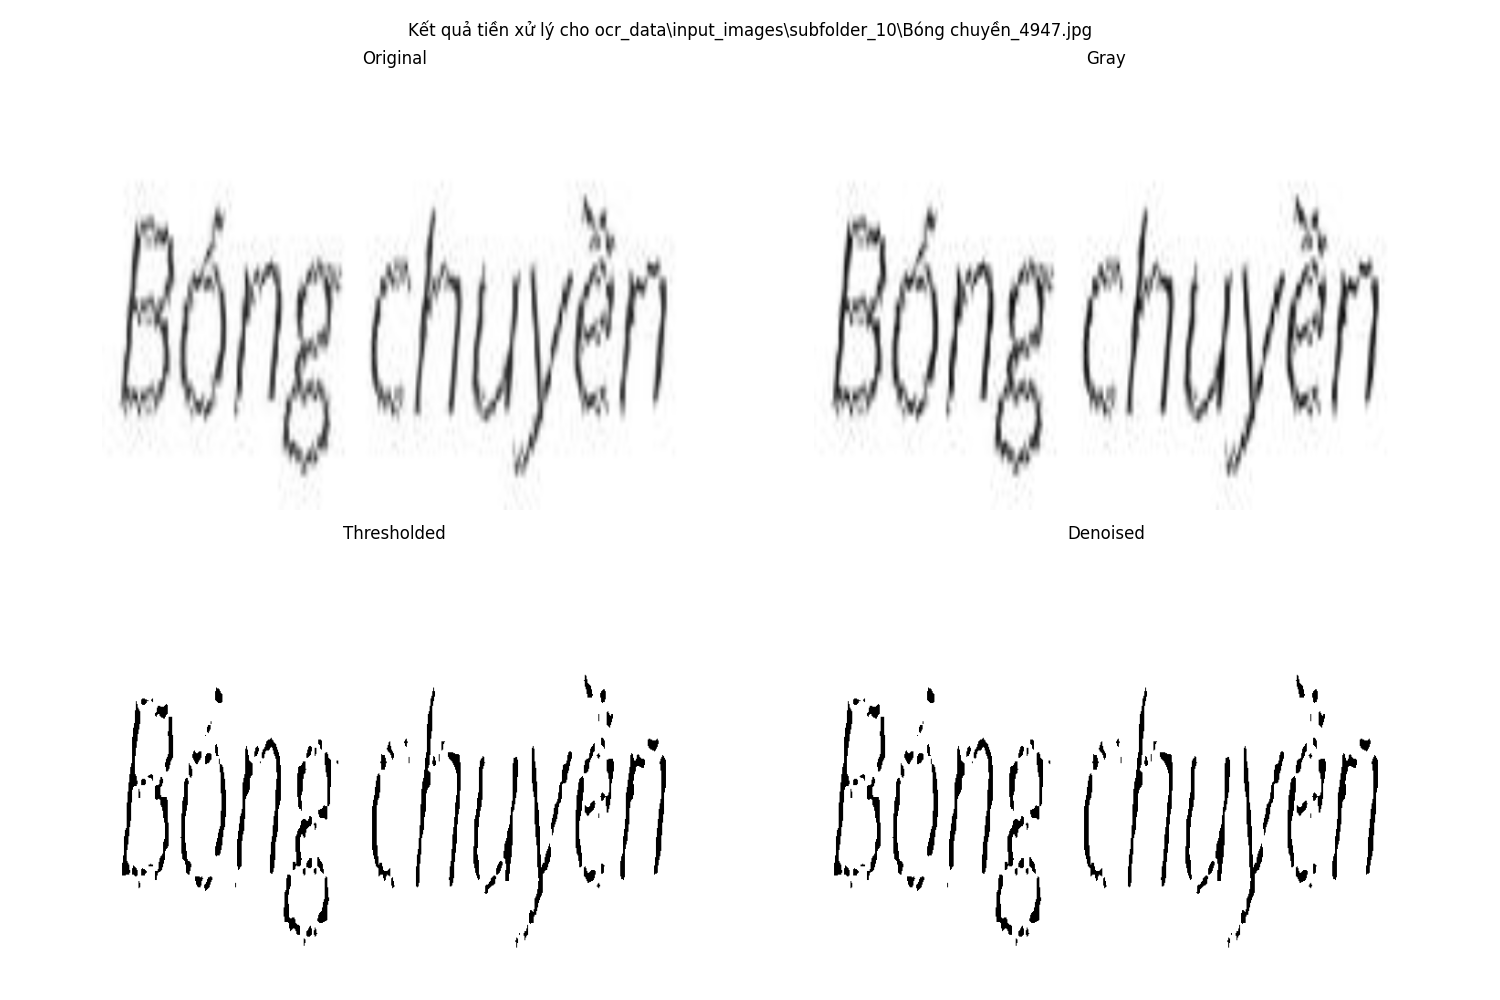 Kết quả tiền xử lý cho ocr_data\input_images\subfolder_10\Bóng chuyền_4947.jpg
Original
Gray
Bóng chuyền
Bóng chuyền
Thresholded
Denoised
Bóng chuyền
Bóng chuyền